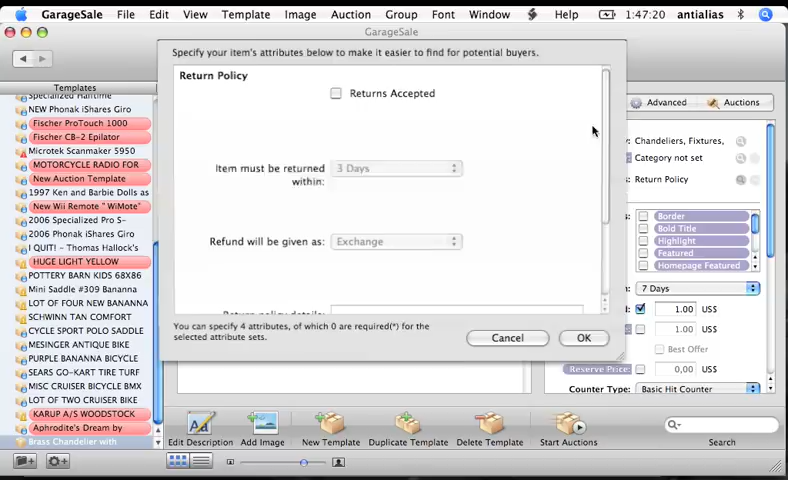 GarageSale File Edit View Template Image Auction Group Font Window Help 1:47:20 antialias
GarageSale
Specify your item's attributes below to make it easier to find for potential buyers.
Return Policy
Returns Accepted
Item must be returned within:
3 Days
Refund will be given as:
Exchange
Return policy details:
You can specify 4 attributes, of which 0 are required(*) for the
selected attribute sets.
Cancel
OK
Templates
Specialized Halftime
NEW Phonak iShares Giro
Fischer ProTouch 1000
Fischer CB-2 Epilator
Microtek Scanmaker 5950
MOTORCYCLE RADIO FOR
New Auction Template
1997 Ken and Barbie Dolls as
New Wii Remote "WiMote"
2006 Specialized Pro S-
2006 Phonak iShares Giro
I QUIT! - Thomas Hallock's
HUGE LIGHT YELLOW
POTTERY BARN KIDS 68X86
Mini Saddle #309 Banana
LOT OF FOUR NEW BANANNA
SCHWINN TAN COMFORT
CYCLE SPORT POLO SADDLE
MESINGER ANTIQUE BIKE
PURPLE BANANNA BICYCLE
SEARS GO-KART TIRE TURF
MISC CRUISER BICYCLE BMX
LOT OF TWO CRUISER BIKE
KARUP A/S WOODSTOCK
Aphrodite's Dream by
Brass Chandelier with
Advanced
Auctions
Chandeliers, Fixtures,
Category not set
Return Policy
Border
Bold Title
Highlight
Featured
Homepage Featured
7 Days
1.00 US$
1.00 US$
Best Offer
Reserve Price:
0,00 US$
Counter Type:
Basic Hit Counter
Edit Description
Add Image
New Template
Duplicate Template
Delete Template
Start Auctions
Search